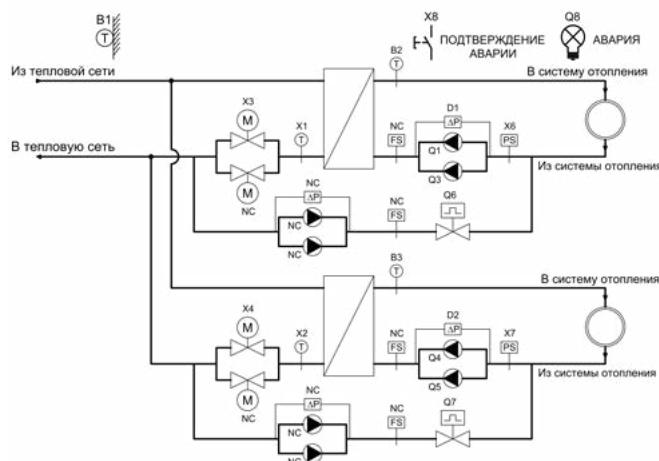 B1
T
X8
ПОДТВЕРЖДЕНИЕ
АВАРИИ
Q8
АВАРИЯ
Из тепловой сети
B2
T
В систему отопления
X3
M
X1
T
NC
FS
D1
ΔP
Q1
Q3
X6
PS
В тепловую сеть
Из системы отопления
M
NC
NC
ΔP
NC
NC
NC
FS
Q6
B3
T
В систему отопления
X4
M
X2
T
NC
FS
D2
ΔP
Q4
Q5
X7
PS
Из системы отопления
M
NC
NC
ΔP
NC
NC
NC
FS
Q7